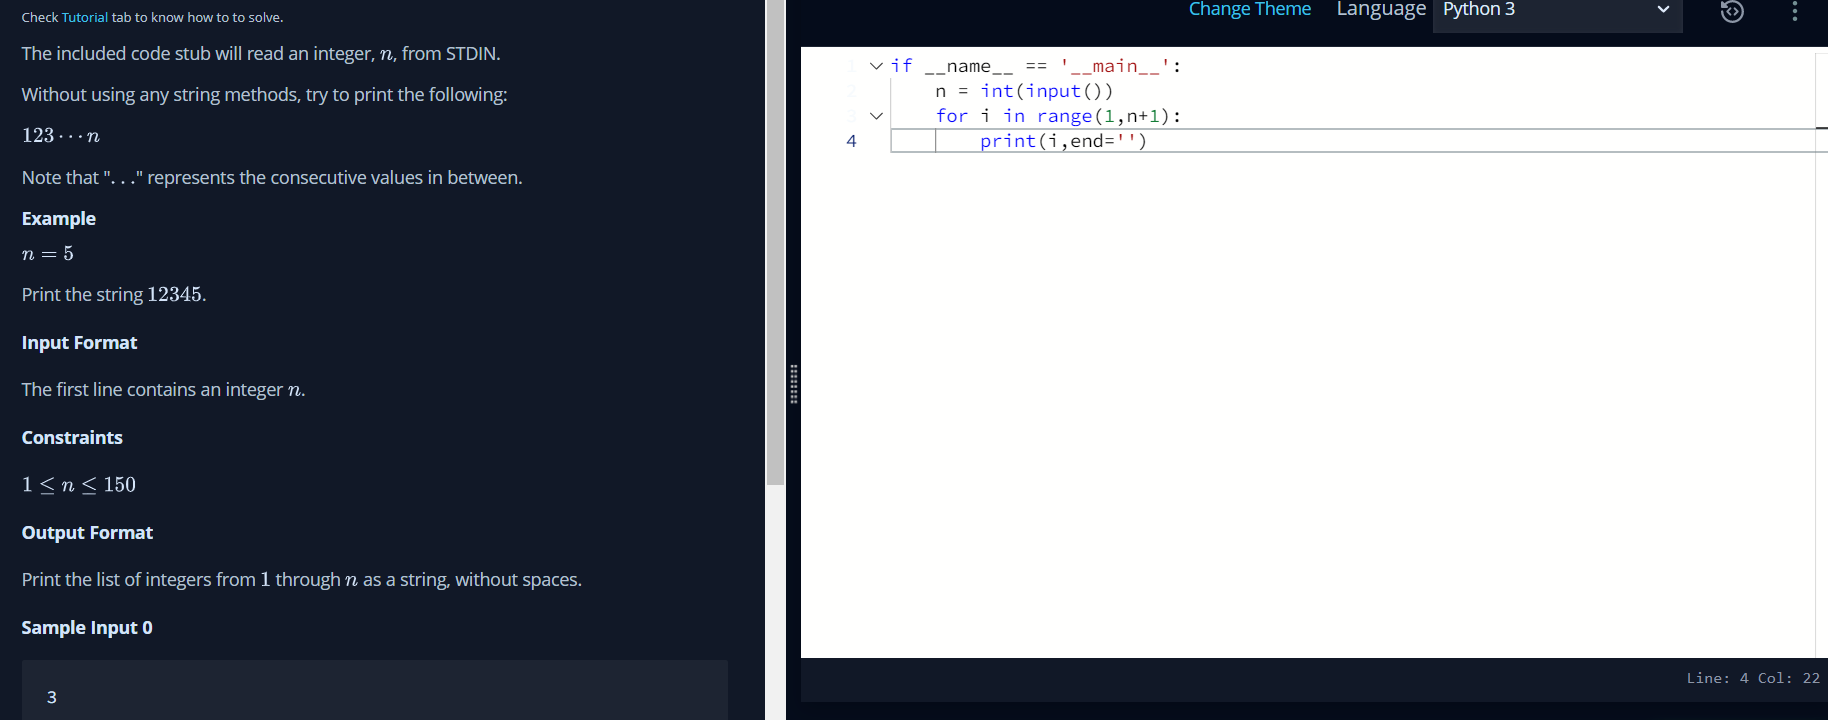 Check Tutorial tab to know how to to solve.
The included code stub will read an integer, n, from STDIN.
Without using any string methods, try to print the following:
123···n
Note that "..." represents the consecutive values in between.
Example
n = 5
Print the string 12345.
Input Format
The first line contains an integer n.
Constraints
1 ≤ n ≤ 150
Output Format
Print the list of integers from 1 through n as a string, without spaces.
Sample Input 0
3
Change Theme Language Python 3
1 if __name__ == '__main__':
2 n = int(input())
3 for i in range(1,n+1):
4 print(i,end='')
Line: 4 Col: 22